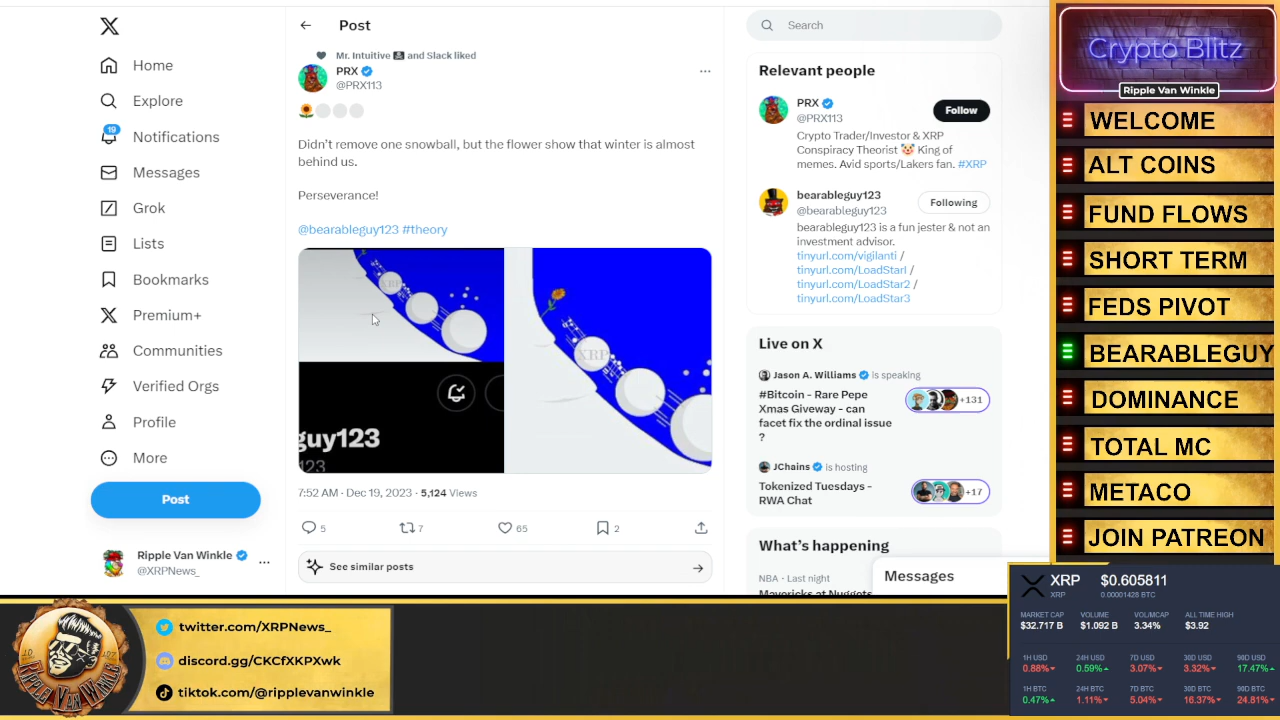 Home
Explore
19
Notifications
Messages
Grok
Lists
Bookmarks
Premium+
Communities
Verified Orgs
Profile
More
Post
Ripple Van Winkle
@XRPNews_
Post
Mr. Intuitive and Slack liked
PRX
@PRX113
Didn't remove one snowball, but the flower show that winter is almost
behind us.
Perseverance!
@bearableguy123 #theory
XRP
XRP
guy123
123
7:52 AM · Dec 19, 2023 · 5,124 Views
5
7
65
2
See similar posts
Search
Relevant people
PRX
@PRX113
Follow
Crypto Trader/Investor & XRP
Conspiracy Theorist 🤡 King of
memes. Avid sports/Lakers fan. #XRP
bearableguy123
@bearableguy123
Following
bearableguy123 is a fun jester & not an
investment advisor.
tinyurl.com/vigilanti /
tinyurl.com/LoadStarI /
tinyurl.com/LoadStar2 /
tinyurl.com/LoadStar3
Live on X
Jason A. Williams is speaking
#Bitcoin - Rare Pepe
Xmas Giveway - can
facet fix the ordinal issue
?
+131
JChains is hosting
Tokenized Tuesdays -
RWA Chat
+17
What's happening
NBA · Last night
Mavericks at Nuggets
Messages
Crypto Blitz
Ripple Van Winkle
WELCOME
ALT COINS
FUND FLOWS
SHORT TERM
FEDS PIVOT
BEARABLEGUY
DOMINANCE
TOTAL MC
METACO
JOIN PATREON
XRP
$0.605811
XRP
0.00001428 BTC
MARKET CAP
VOLUME
VOL/MCAP
ALL TIME HIGH
$32.717 B
$1.092 B
3.34%
$3.92
1H USD
24H USD
7D USD
30D USD
90D USD
0.88%
0.59%
3.07%
3.32%
17.47%
1H BTC
24H BTC
7D BTC
30D BTC
90D BTC
0.47%
1.11%
5.04%
16.37%
24.81%
RIPPLE VAN WINKLE
twitter.com/XRPNews_
discord.gg/CKCfXKPXwk
tiktok.com/@ripplevanwinkle